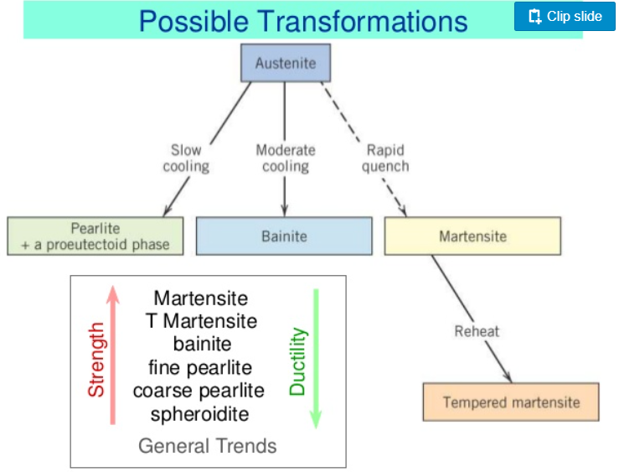 Possible Transformations
Clip slide
Austenite
Slow
cooling
Moderate
cooling
Rapid
quench
Pearlite
+ a proeutectoid phase
Bainite
Martensite
Reheat
Tempered martensite
Strength
Martensite
T Martensite
bainite
fine pearlite
coarse pearlite
spheroidite
Ductility
General Trends